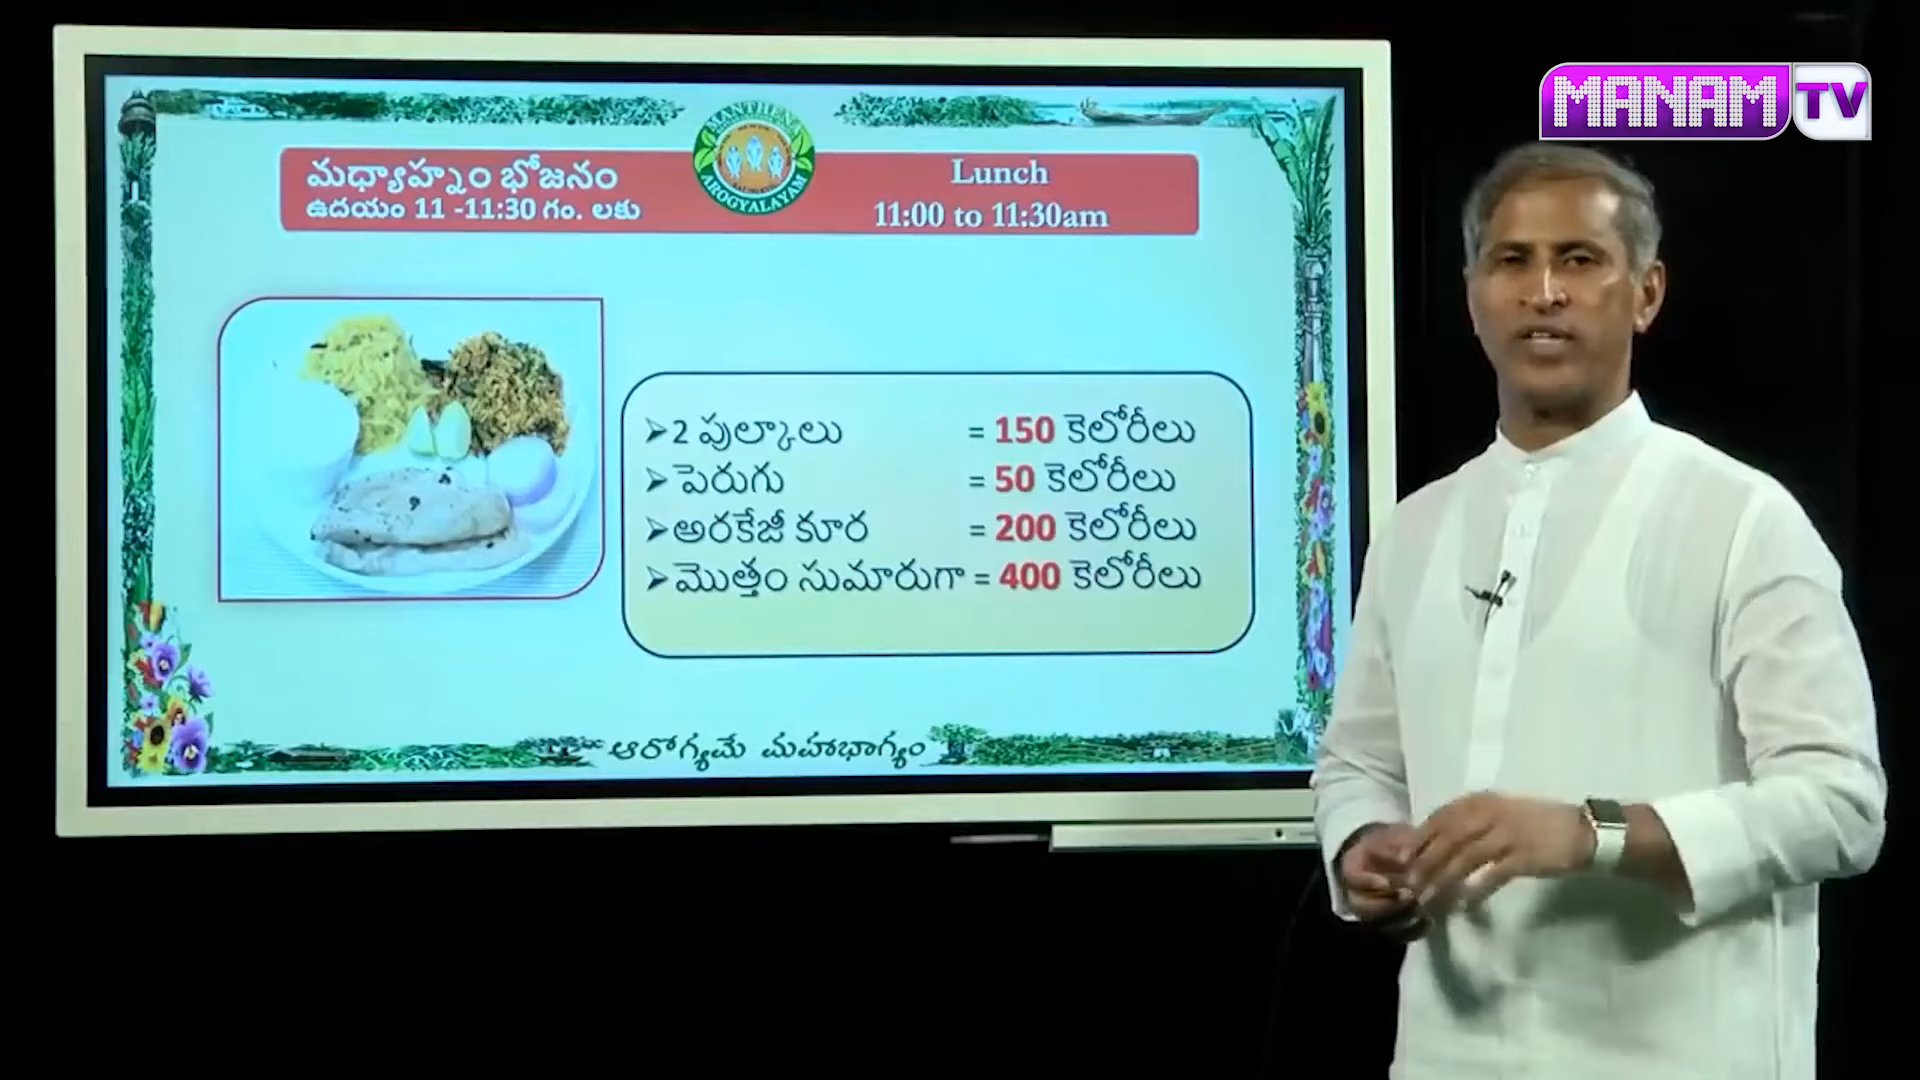 MANAM TV
MANTHENA
AROGYALAYAM
మధ్యాహ్నం భోజనం
ఉదయం 11 -11:30 గం. లకు
Lunch
11:00 to 11:30am
➤2 పుల్కాలు = 150 కెలోరీలు
➤పెరుగు = 50 కెలోరీలు
➤అరకేజీ కూర = 200 కెలోరీలు
➤మొత్తం సుమారుగా = 400 కెలోరీలు
ఆరోగ్యమే మహాభాగ్యం